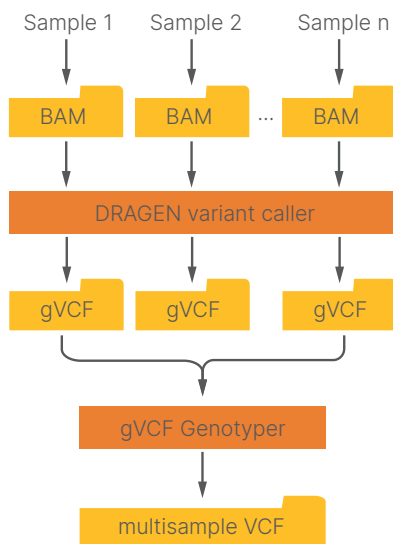 Sample 1 Sample 2 Sample n
BAM BAM ... BAM
DRAGEN variant caller
gVCF gVCF gVCF
gVCF Genotyper
multisample VCF